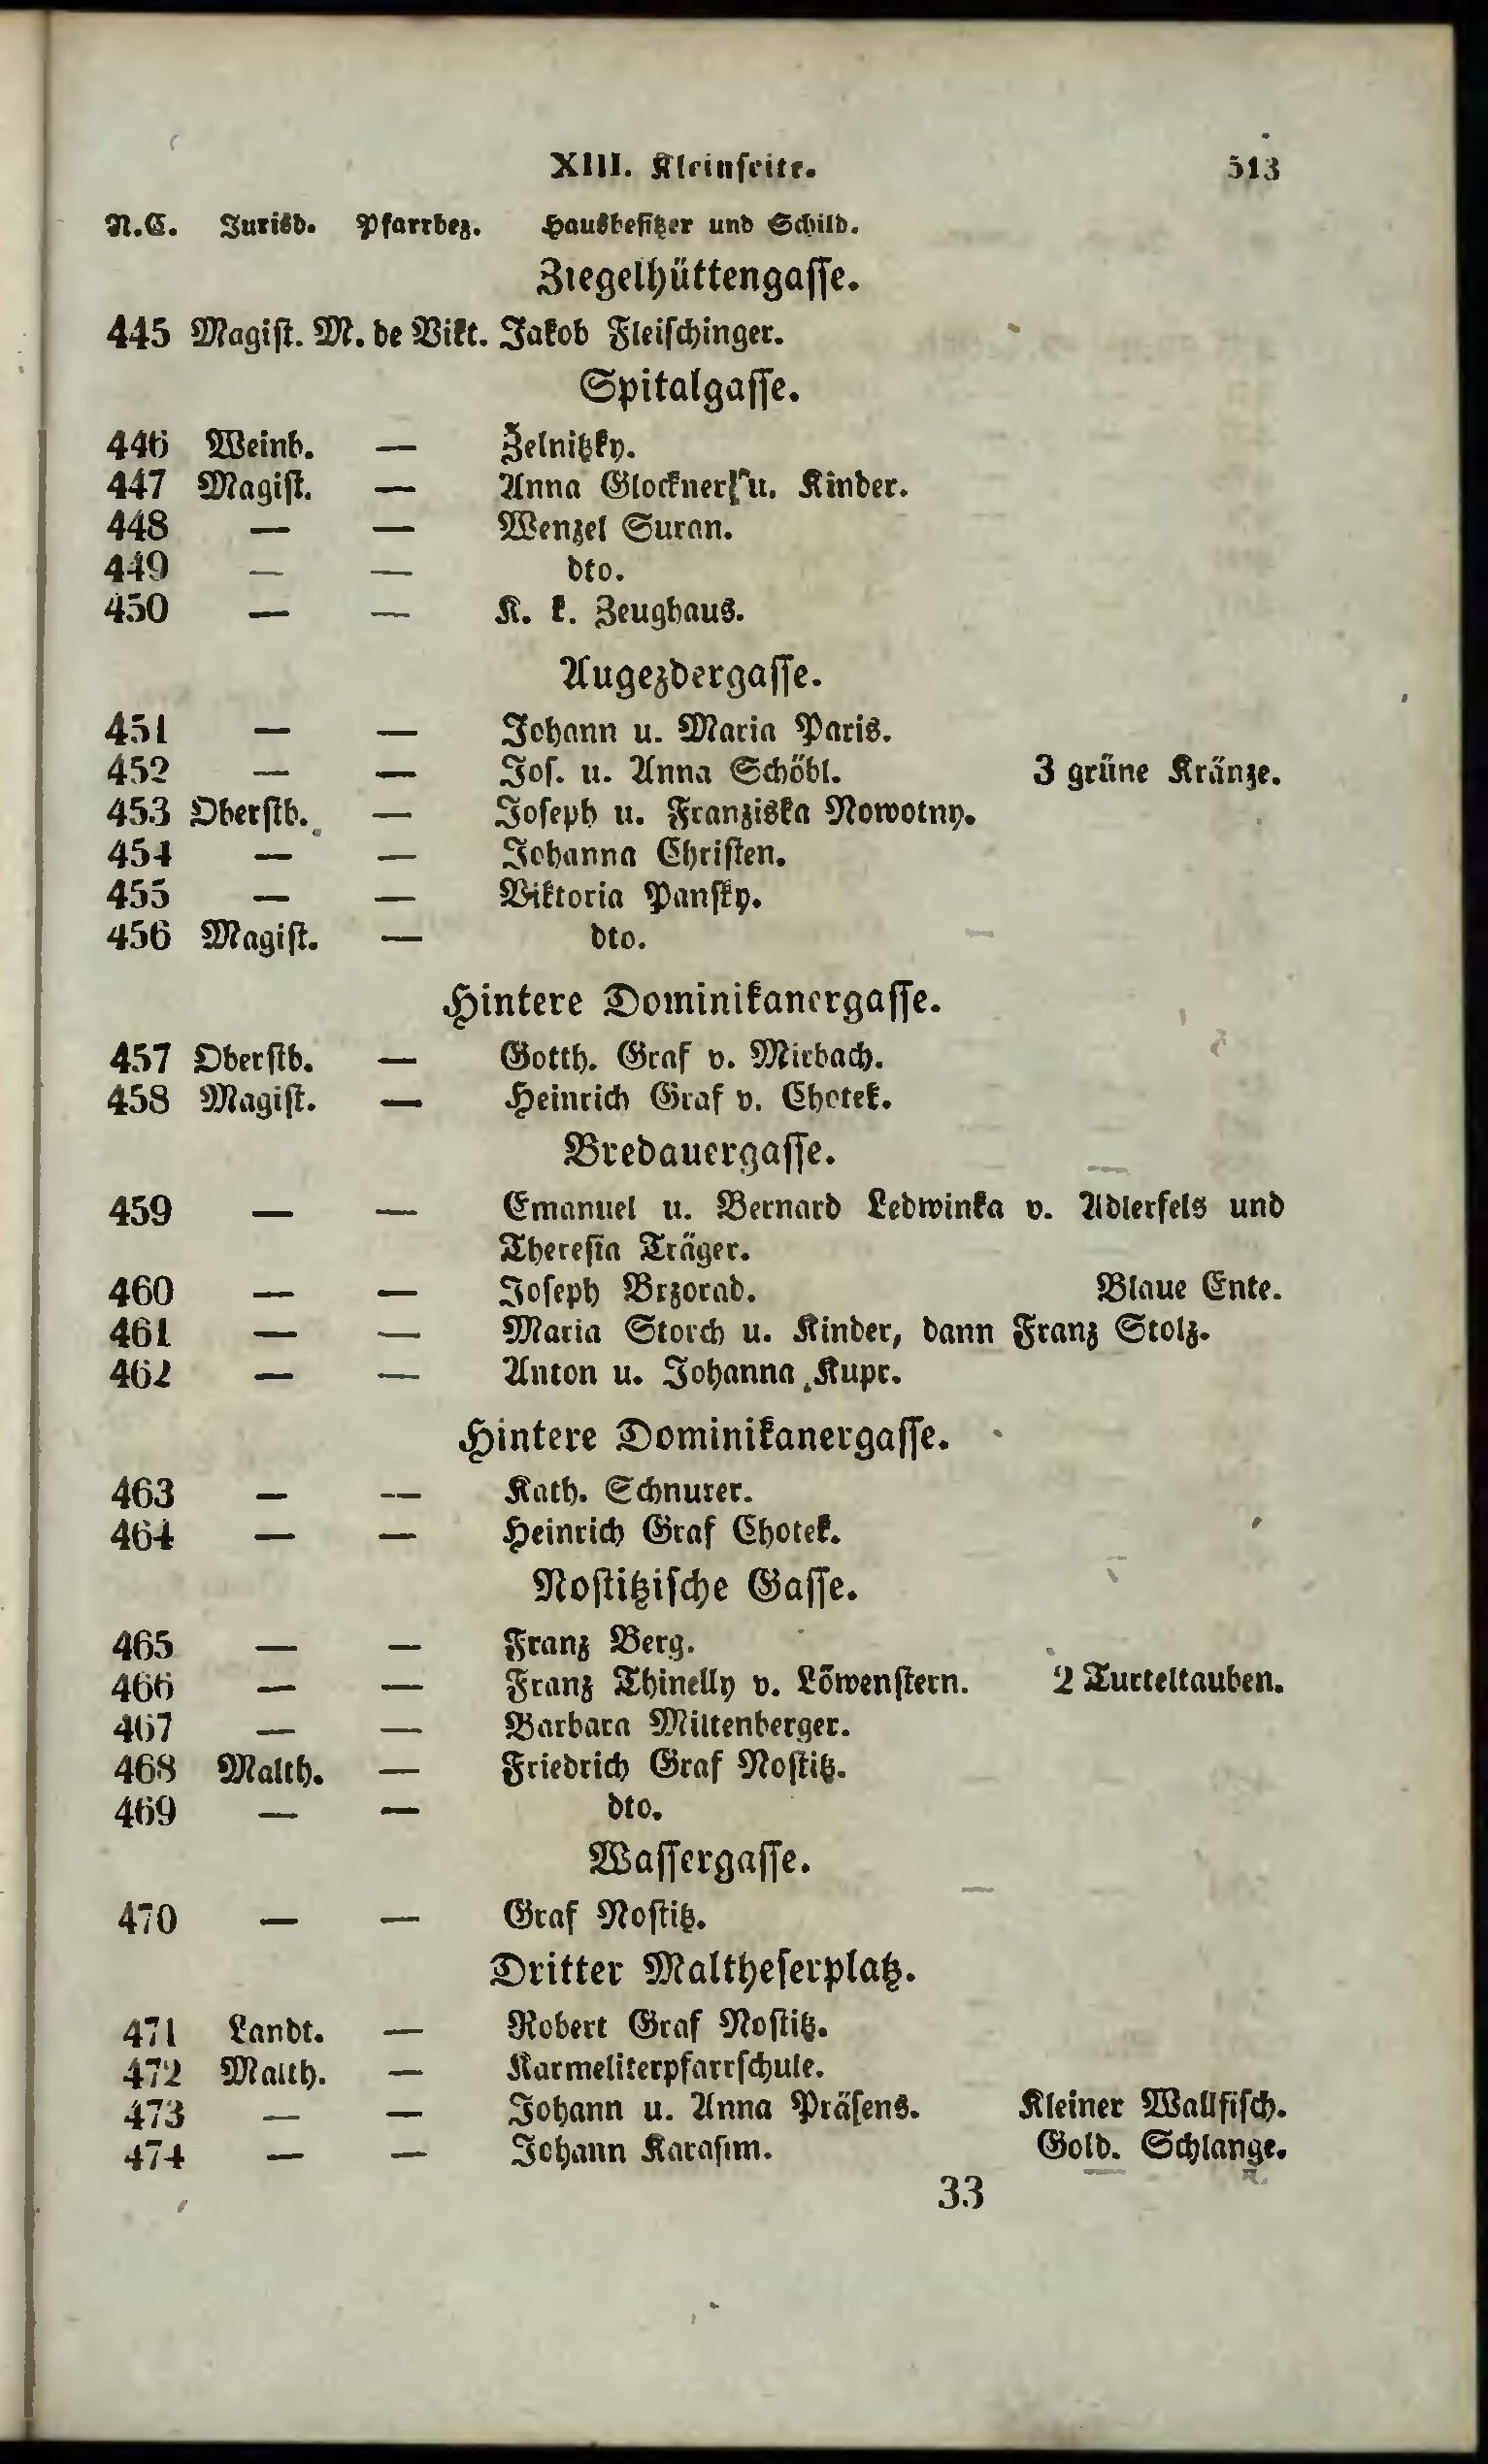 XIII. Kleinseite. 513
N.C. Jurisd. Pfarrbez. Hausbesitzer und Schild.
Ziegelhüttengasse.
445 Magist. M. de Vikt. Jakob Fleischinger.
Spitalgasse.
446 Weinb. — Želnitzky.
447 Magist. — Anna Glockner u. Kinder.
448 — — Wenzel Suran.
449 — — dto.
450 — — K. k. Zeughaus.
Augezdergasse.
451 — — Johann u. Maria Paris.
452 — — Jos. u. Anna Schöbl. 3 grüne Kränze.
453 Oberstb. — Joseph u. Franziska Nowotny.
454 — — Johanna Christen.
455 — — Viktoria Pansky.
456 Magist. — dto.
Hintere Dominikanergasse.
457 Oberstb. — Gotth. Graf v. Mirbach.
458 Magist. — Heinrich Graf v. Chotek.
Bredauergasse.
459 — — Emanuel u. Bernard Ledwinka v. Adlerfels und
Theresia Träger.
460 — — Joseph Brzorad. Blaue Ente.
461 — — Maria Storch u. Kinder, dann Franz Stolz.
462 — — Anton u. Johanna Kupr.
Hintere Dominikanergasse.
463 — — Kath. Schnurer.
464 — — Heinrich Graf Chotek.
Nostitzische Gasse.
465 — — Franz Berg.
466 — — Franz Thinelly v. Löwenstern. 2 Turteltauben.
467 — — Barbara Miltenberger.
468 Malth. — Friedrich Graf Nostitz.
469 — — dto.
Wassergasse.
470 — — Graf Nostitz.
Dritter Maltheserplatz.
471 Landt. — Robert Graf Nostitz.
472 Malth. — Karmeliterpfarrschule.
473 — — Johann u. Anna Präsens. Kleiner Wallfisch.
474 — — Johann Karasim. Gold. Schlange.
33